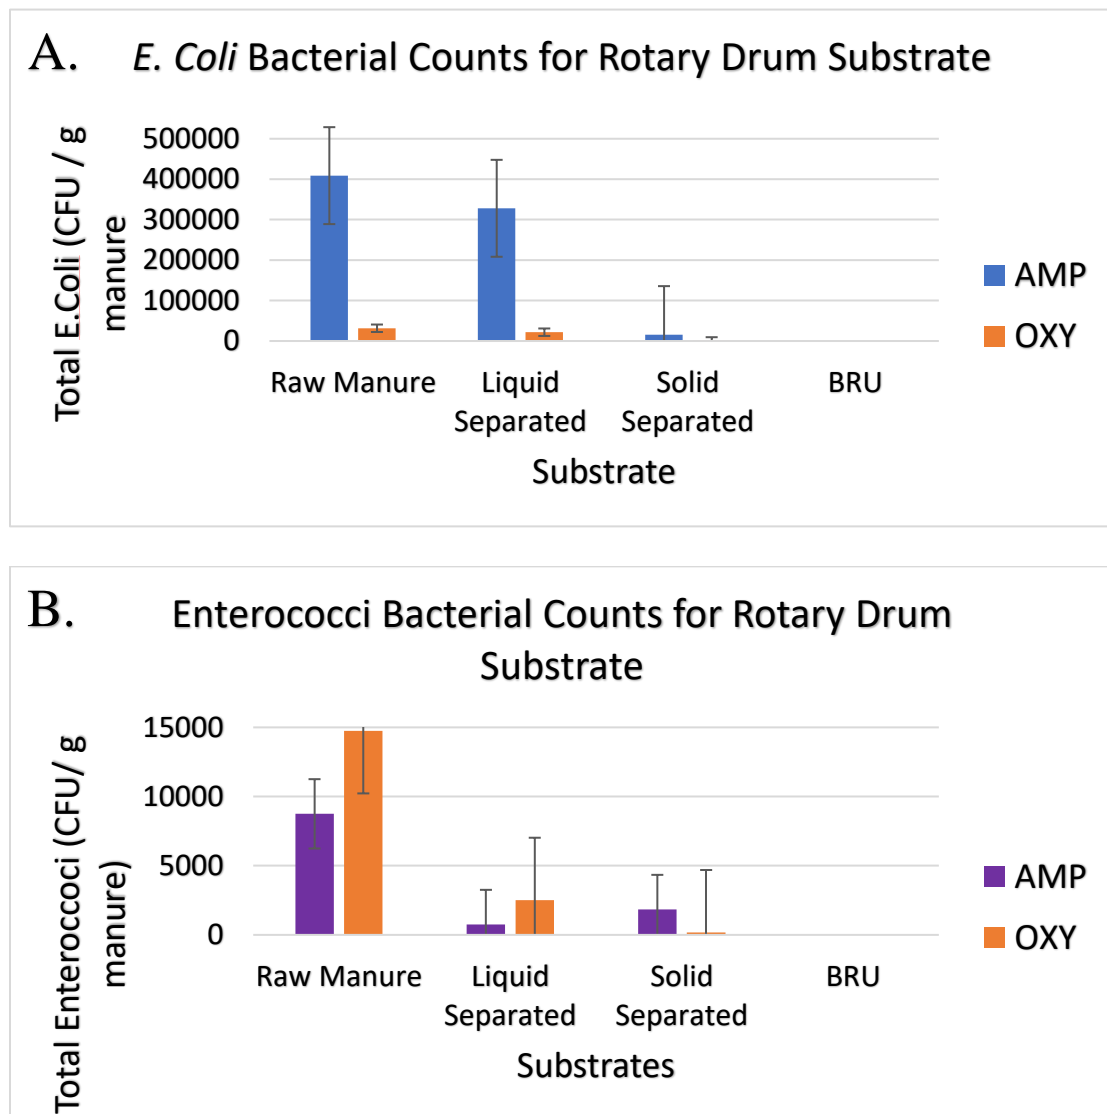 A.
E. Coli Bacterial Counts for Rotary Drum Substrate
Total E.Coli (CFU / g
manure
500000
400000
300000
200000
100000
0
Raw Manure
Liquid
Separated
Solid
Separated
BRU
Substrate
AMP
OXY
B.
Enterococci Bacterial Counts for Rotary Drum
Substrate
Total Enteroccoci (CFU/ g
manure)
15000
10000
5000
0
Raw Manure
Liquid
Separated
Solid
Separated
BRU
Substrates
AMP
OXY